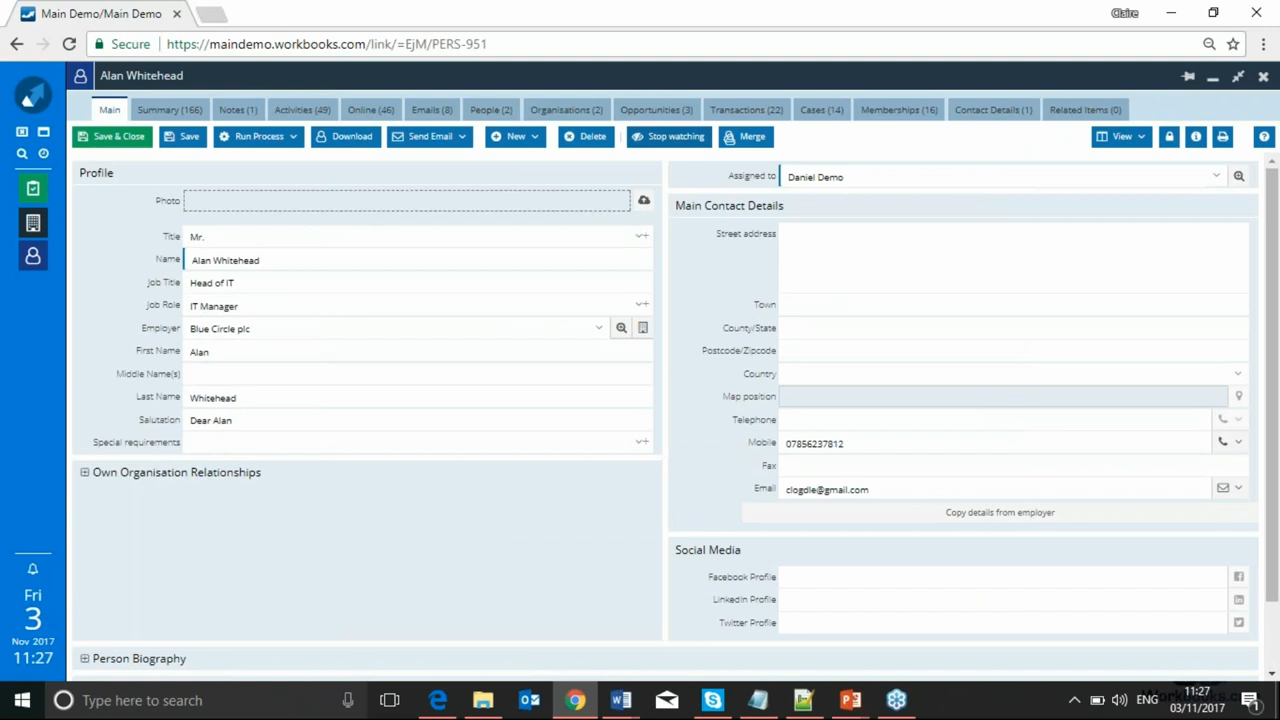 Main Demo/Main Demo
Claire
Secure https://maindemo.workbooks.com/link/=EjM/PERS-951
Alan Whitehead
Main Summary (166) Notes (1) Activities (49) Online (46) Emails (8) People (2) Organisations (2) Opportunities (3) Transactions (22) Cases (14) Memberships (16) Contact Details (1) Related Items (0)
Save & Close Save Run Process Download Send Email New Delete Stop watching Merge View
Profile
Photo
Title Mr.
Name Alan Whitehead
Job Title Head of IT
Job Role IT Manager
Employer Blue Circle plc
First Name Alan
Middle Name(s)
Last Name Whitehead
Salutation Dear Alan
Special requirements
Own Organisation Relationships
Person Biography
Assigned to Daniel Demo
Main Contact Details
Street address
Town
County/State
Postcode/Zipcode
Country
Map position
Telephone
Mobile 07856237812
Fax
Email clogdle@gmail.com
Copy details from employer
Social Media
Facebook Profile
LinkedIn Profile
Twitter Profile
Fri
3
Nov 2017
11:27
Type here to search
ENG
11:27
03/11/2017